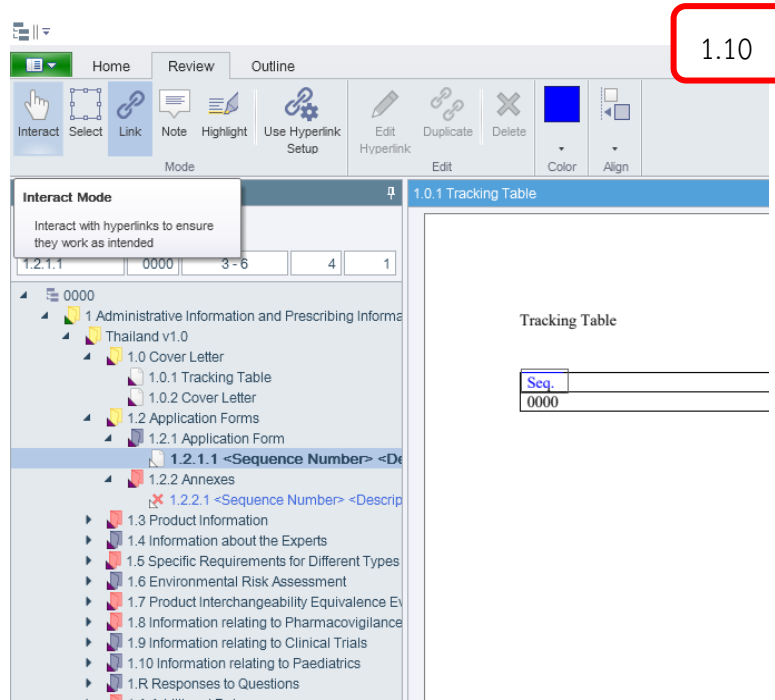 1.10
Home Review Outline
Interact Select Link Note Highlight Use Hyperlink Setup Edit Hyperlink Duplicate Delete
Mode Edit Color Align
Interact Mode
Interact with hyperlinks to ensure
they work as intended
1.0.1 Tracking Table
1.2.1.1 0000 3 - 6 4 1
0000
1 Administrative Information and Prescribing Informa
Thailand v1.0
1.0 Cover Letter
1.0.1 Tracking Table
1.0.2 Cover Letter
1.2 Application Forms
1.2.1 Application Form
1.2.1.1 <Sequence Number> <De
1.2.2 Annexes
1.2.2.1 <Sequence Number> <Descrip
1.3 Product Information
1.4 Information about the Experts
1.5 Specific Requirements for Different Types
1.6 Environmental Risk Assessment
1.7 Product Interchangeability Equivalence Ev
1.8 Information relating to Pharmacovigilance
1.9 Information relating to Clinical Trials
1.10 Information relating to Paediatrics
1.R Responses to Questions
Tracking Table
Seq.
0000